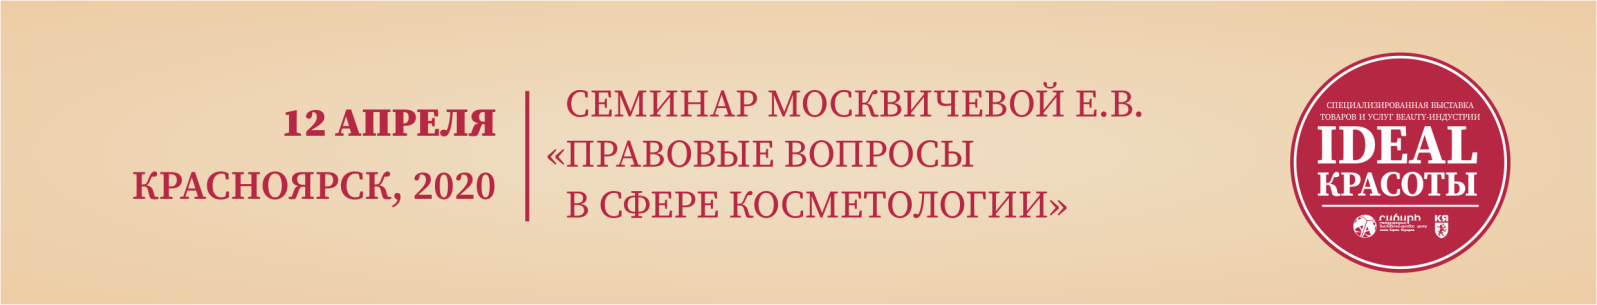 12 АПРЕЛЯ
КРАСНОЯРСК, 2020
СЕМИНАР МОСКВИЧЕВОЙ Е.В.
«ПРАВОВЫЕ ВОПРОСЫ
В СФЕРЕ КОСМЕТОЛОГИИ»
СПЕЦИАЛИЗИРОВАННАЯ ВЫСТАВКА
ТОВАРОВ И УСЛУГ BEAUTY-ИНДУСТРИИ
IDEAL
КРАСОТЫ
сибирь
КЯ